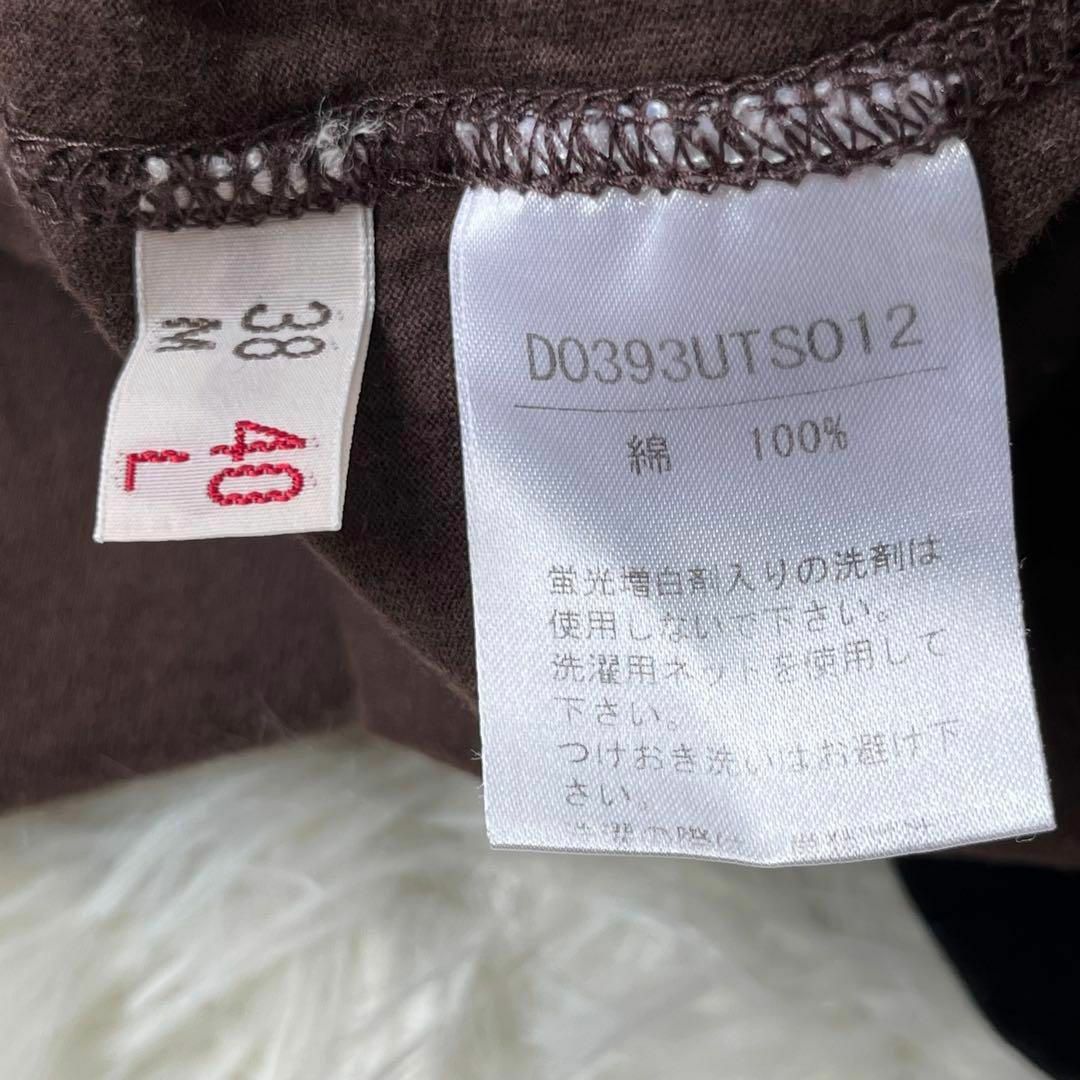 38
M
40
L
D0393UTS012
綿 100%
蛍光増白剤入りの洗剤は
使用しないで下さい。
洗濯用ネットを使用して
下さい。
つけおき洗いはお避け下
さい。